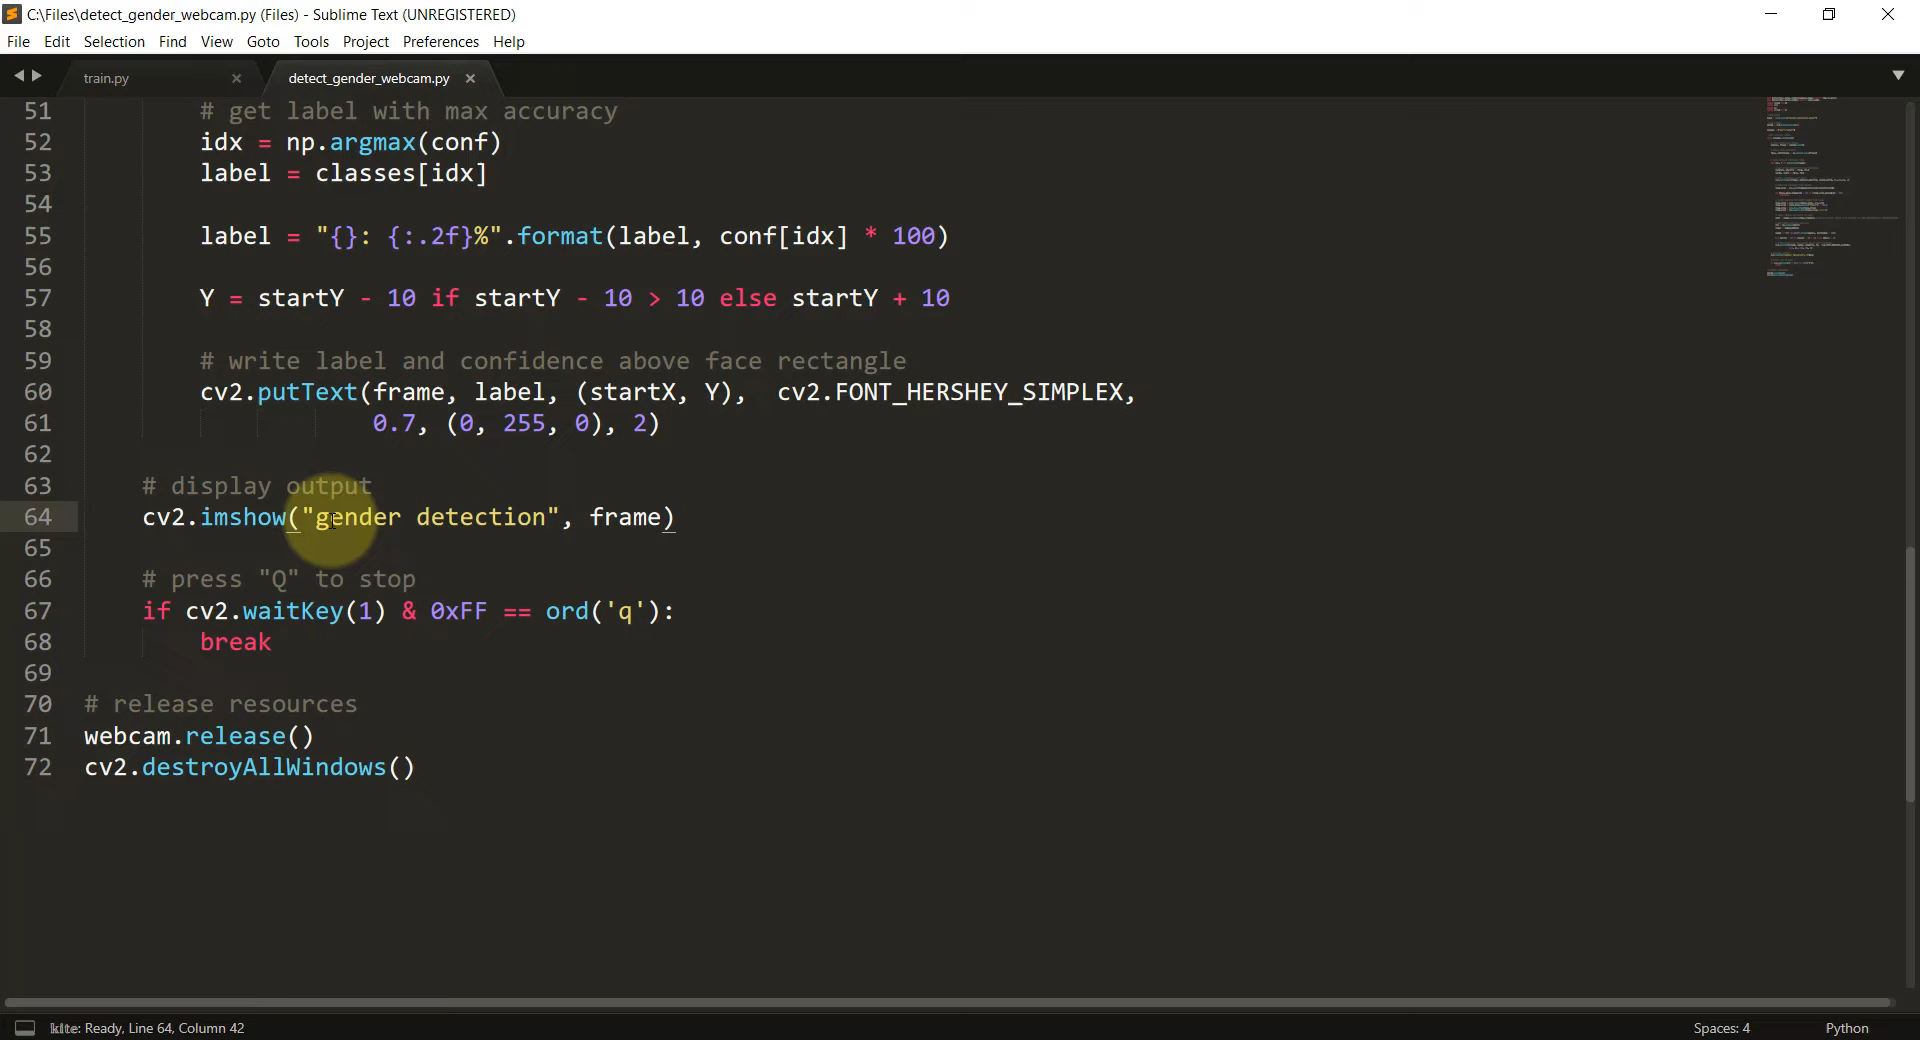 C:\Files\detect_gender_webcam.py (Files) - Sublime Text (UNREGISTERED)
File Edit Selection Find View Goto Tools Project Preferences Help
train.py detect_gender_webcam.py
51 # get label with max accuracy
52 idx = np.argmax(conf)
53 label = classes[idx]
54
55 label = "{}: {:.2f}%".format(label, conf[idx] * 100)
56
57 Y = startY - 10 if startY - 10 > 10 else startY + 10
58
59 # write label and confidence above face rectangle
60 cv2.putText(frame, label, (startX, Y),  cv2.FONT_HERSHEY_SIMPLEX,
61 0.7, (0, 255, 0), 2)
62
63 # display output
64 cv2.imshow("gender detection", frame)
65
66 # press "Q" to stop
67 if cv2.waitKey(1) & 0xFF == ord('q'):
68 break
69
70 # release resources
71 webcam.release()
72 cv2.destroyAllWindows()
kite: Ready, Line 64, Column 42 Spaces: 4 Python